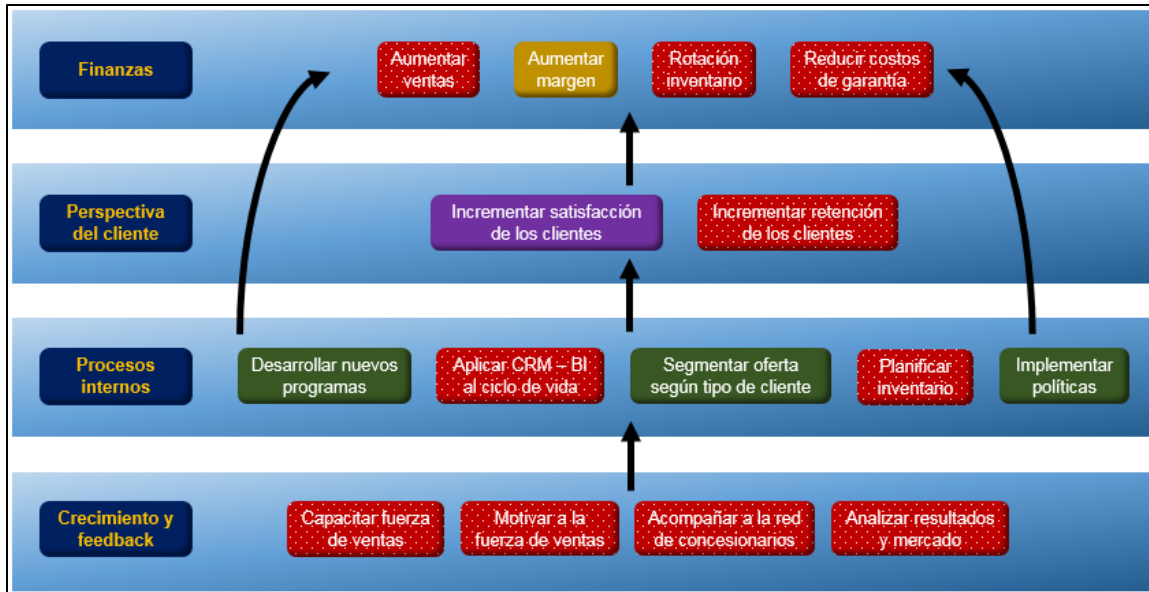 Finanzas
Aumentar
ventas
Aumentar
margen
Rotación
inventario
Reducir costos
de garantía
Perspectiva
del cliente
Incrementar satisfacción
de los clientes
Incrementar retención
de los clientes
Procesos
internos
Desarrollar nuevos
programas
Aplicar CRM – BI
al ciclo de vida
Segmentar oferta
según tipo de cliente
Planificar
inventario
Implementar
políticas
Crecimiento y
feedback
Capacitar fuerza
de ventas
Motivar a la
fuerza de ventas
Acompañar a la red
de concesionarios
Analizar resultados
y mercado